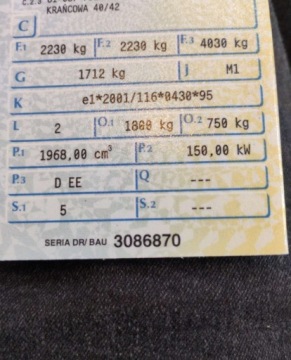 KRAŃCOWA 40/42
C
F.1 2230 kg F.2 2230 kg F.3 4030 kg
G 1712 kg J M1
K e1*2001/116*0430*95
L 2 O.1 1800 kg O.2 750 kg
P.1 1968,00 cm³ P.2 150,00 kW
P.3 D EE Q ---
S.1 5 S.2 ---
SERIA DR/BAU 3086870